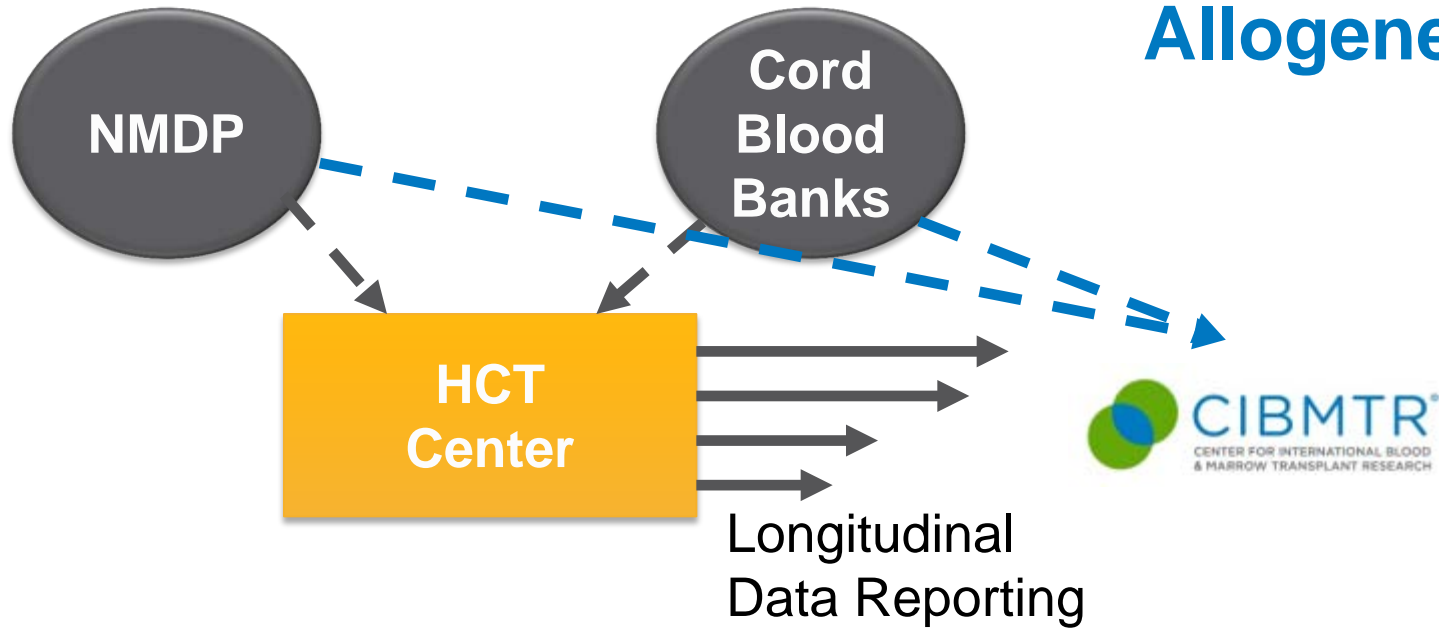 Allogene
NMDP
Cord
Blood
Banks
HCT
Center
CIBMTR®
CENTER FOR INTERNATIONAL BLOOD
& MARROW TRANSPLANT RESEARCH
Longitudinal
Data Reporting